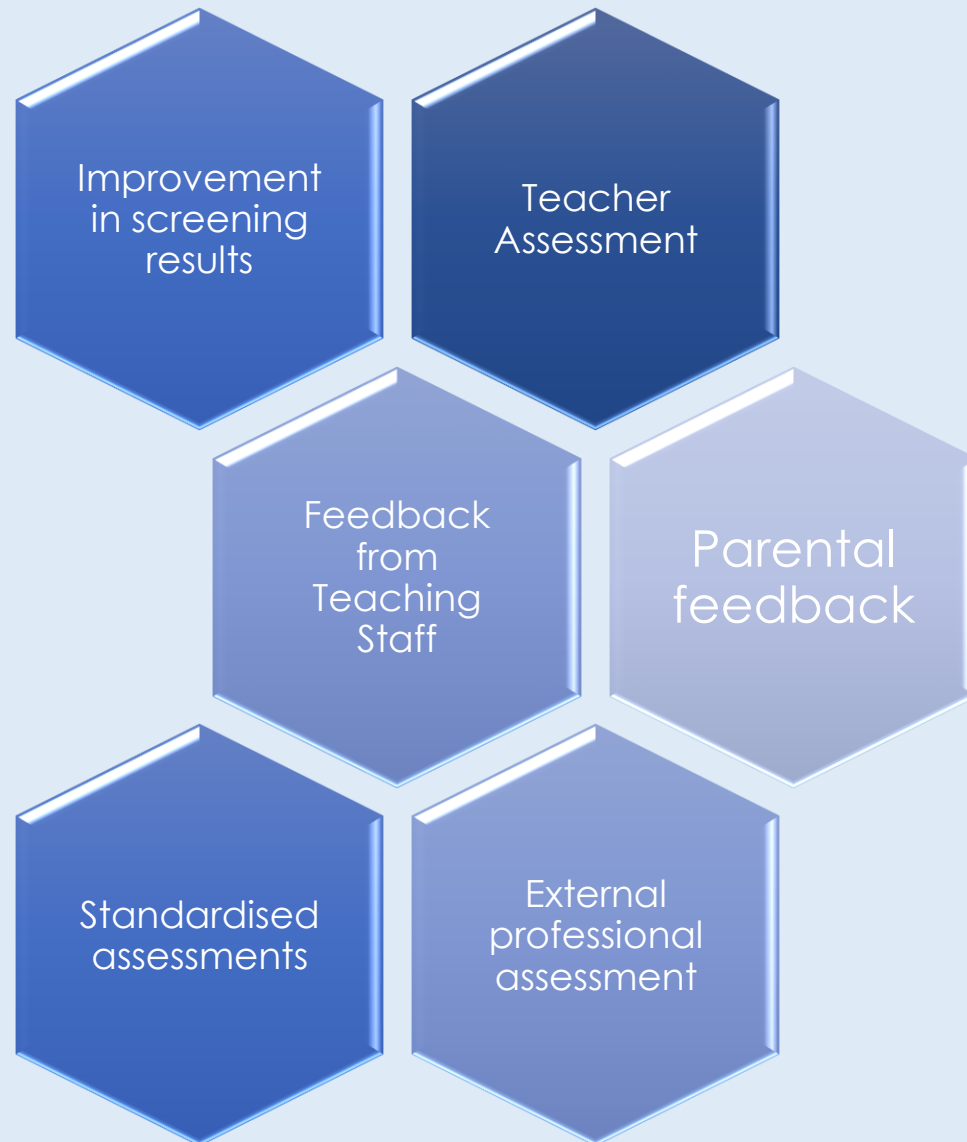 Improvement
in screening
results
Teacher
Assessment
Feedback
from
Teaching
Staff
Parental
feedback
Standardised
assessments
External
professional
assessment